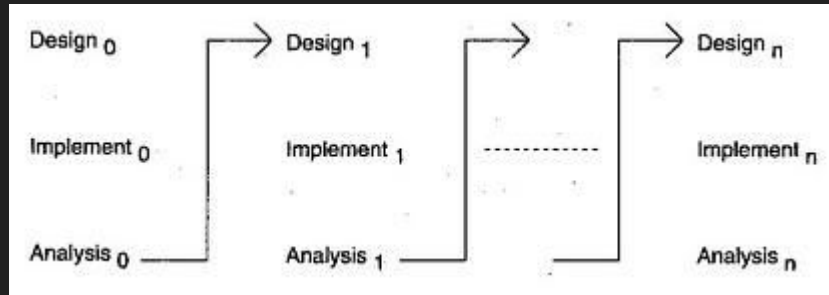 Design 0 Design 1 Design n
Implement 0 Implement 1 Implement n
Analysis 0 Analysis 1 Analysis n